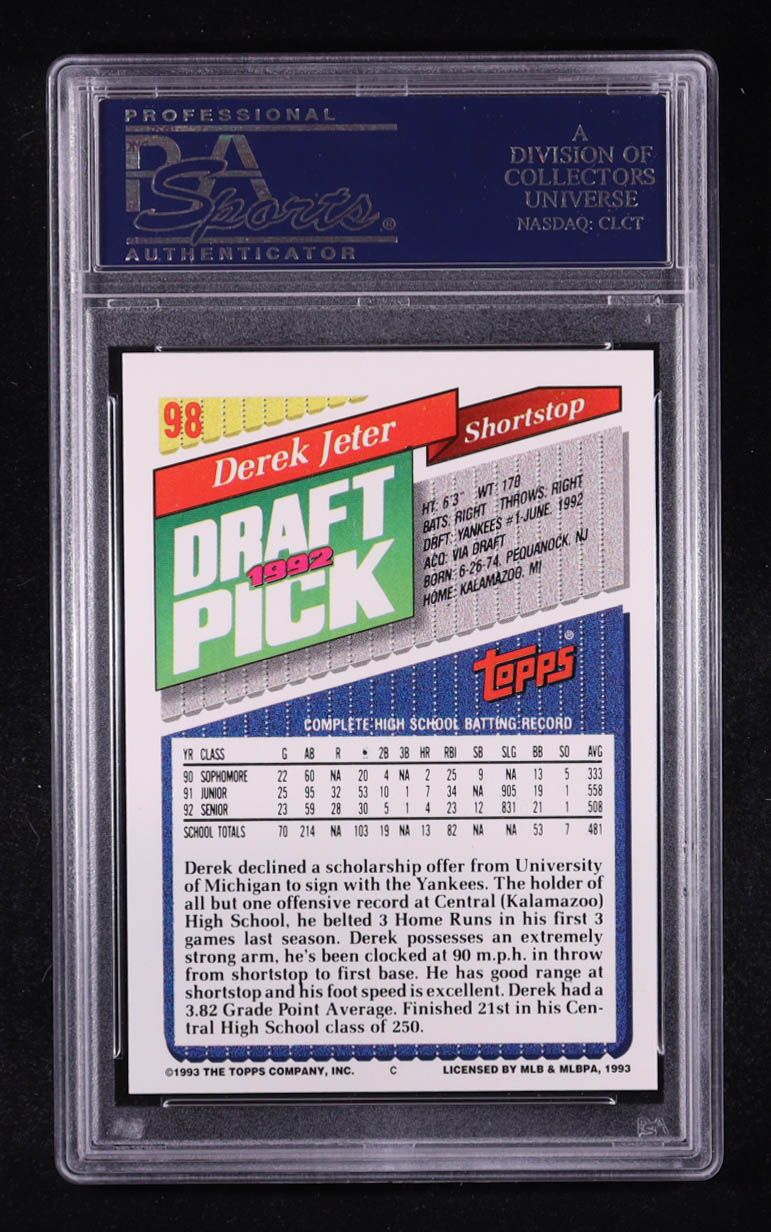 PROFESSIONAL
PSA
Sports®
AUTHENTICATOR
A
DIVISION OF
COLLECTORS
UNIVERSE
NASDAQ: CLCT
98
Derek Jeter
Shortstop
DRAFT
1992
PICK
HT: 6'3" WT: 170
BATS: RIGHT THROWS: RIGHT
DRFT: YANKEES #1-JUNE, 1992
ACQ: VIA DRAFT
BORN: 6-26-74, PEQUANOCK, NJ
HOME: KALAMAZOO, MI
TOPPS®
COMPLETE HIGH SCHOOL BATTING RECORD
YR CLASS G AB R 2B 3B HR RBI SB SLG BB SO AVG
90 SOPHOMORE 22 60 NA 20 4 NA 2 25 9 NA 13 5 .333
91 JUNIOR 25 95 32 53 10 1 7 34 NA .905 19 1 .558
92 SENIOR 23 59 28 30 5 1 4 23 12 .831 21 1 .508
SCHOOL TOTALS 70 214 NA 103 19 NA 13 82 NA NA 53 7 .481
Derek declined a scholarship offer from University
of Michigan to sign with the Yankees. The holder of
all but one offensive record at Central (Kalamazoo)
High School, he belted 3 Home Runs in his first 3
games last season. Derek possesses an extremely
strong arm, he's been clocked at 90 m.p.h. in throw
from shortstop to first base. He has good range at
shortstop and his foot speed is excellent. Derek had a
3.82 Grade Point Average. Finished 21st in his Cen-
tral High School class of 250.
©1993 THE TOPPS COMPANY, INC. C LICENSED BY MLB & MLBPA, 1993
PSA